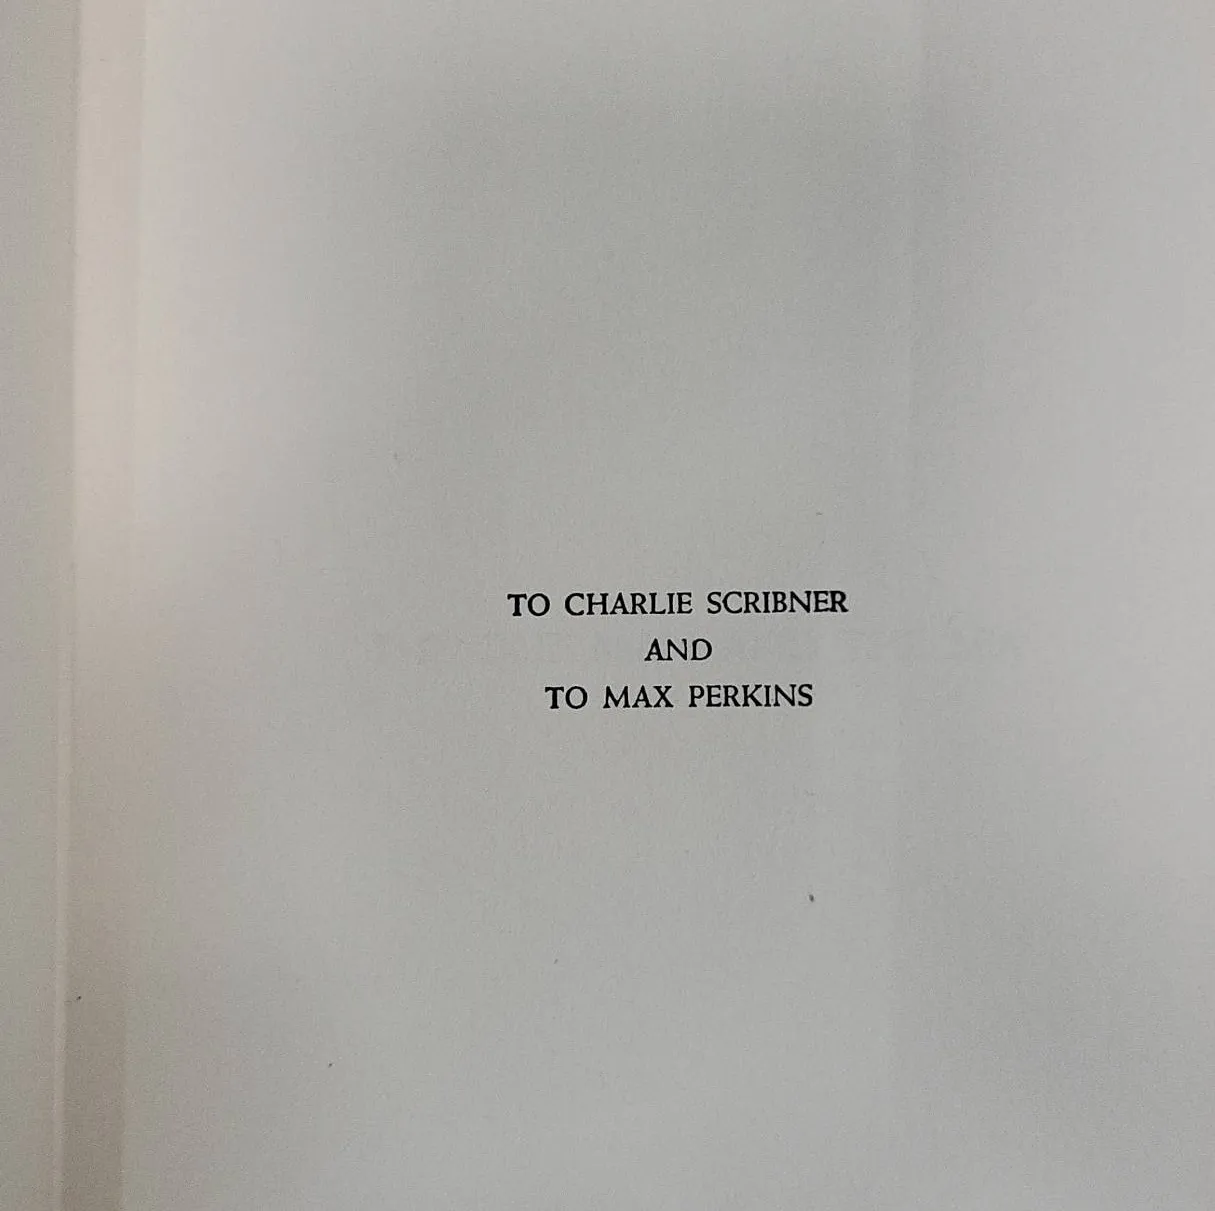 TO CHARLIE SCRIBNER
AND
TO MAX PERKINS